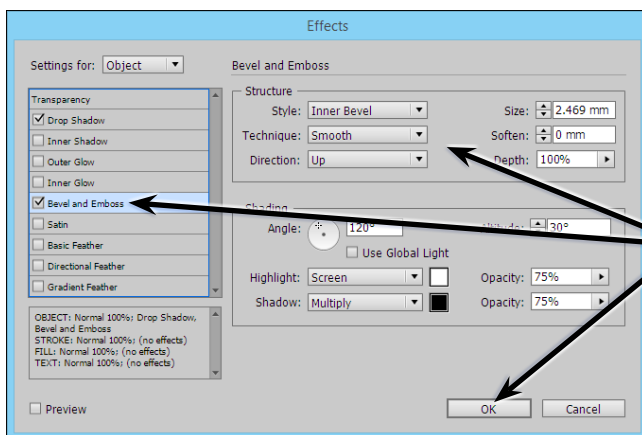 Effects
Settings for: Object
Bevel and Emboss
Transparency
Drop Shadow
Inner Shadow
Outer Glow
Inner Glow
Bevel and Emboss
Satin
Basic Feather
Directional Feather
Gradient Feather
Structure
Style: Inner Bevel Size: 2.469 mm
Technique: Smooth Soften: 0 mm
Direction: Up Depth: 100%
Shading
Angle: 120° Altitude: 30°
Use Global Light
Highlight: Screen Opacity: 75%
Shadow: Multiply Opacity: 75%
OBJECT: Normal 100%; Drop Shadow,
Bevel and Emboss
STROKE: Normal 100%; (no effects)
FILL: Normal 100%; (no effects)
TEXT: Normal 100%; (no effects)
Preview
OK Cancel